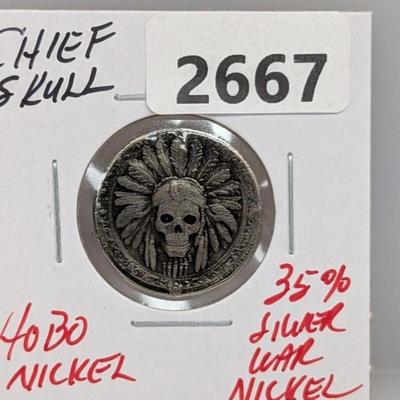 CHIEF
SKULL
2667
HOBO
NICKEL
35%
SILVER
WAR
NICKEL